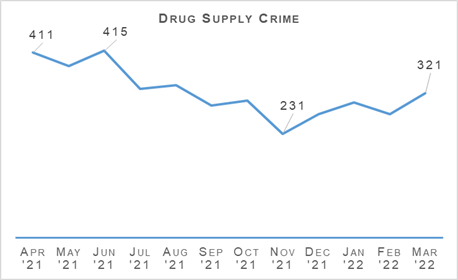 Drug Supply Crime
411
415
231
321
Apr May Jun Jul Aug Sep Oct Nov Dec Jan Feb Mar
'21 '21 '21 '21 '21 '21 '21 '21 '21 '22 '22 '22